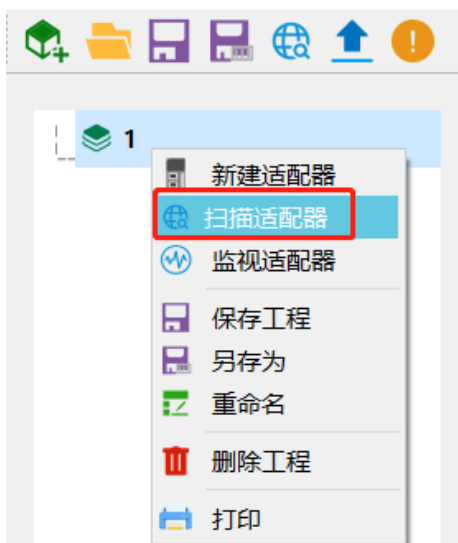 1
新建适配器
扫描适配器
监视适配器
保存工程
另存为
重命名
删除工程
打印